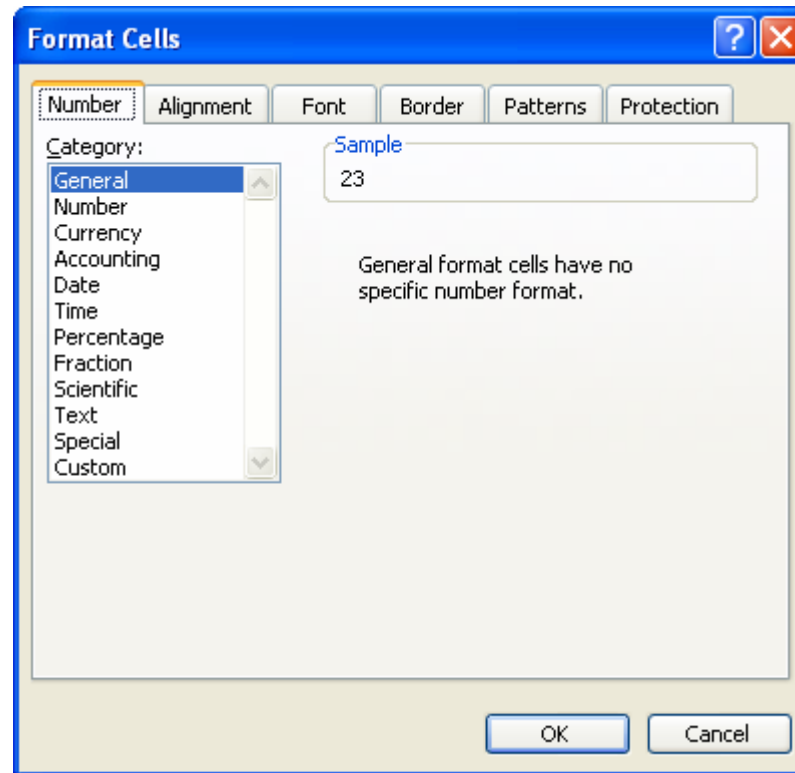 Format Cells
?
Number Alignment Font Border Patterns Protection
Category:
General
Number
Currency
Accounting
Date
Time
Percentage
Fraction
Scientific
Text
Special
Custom
Sample
23
General format cells have no
specific number format.
OK Cancel